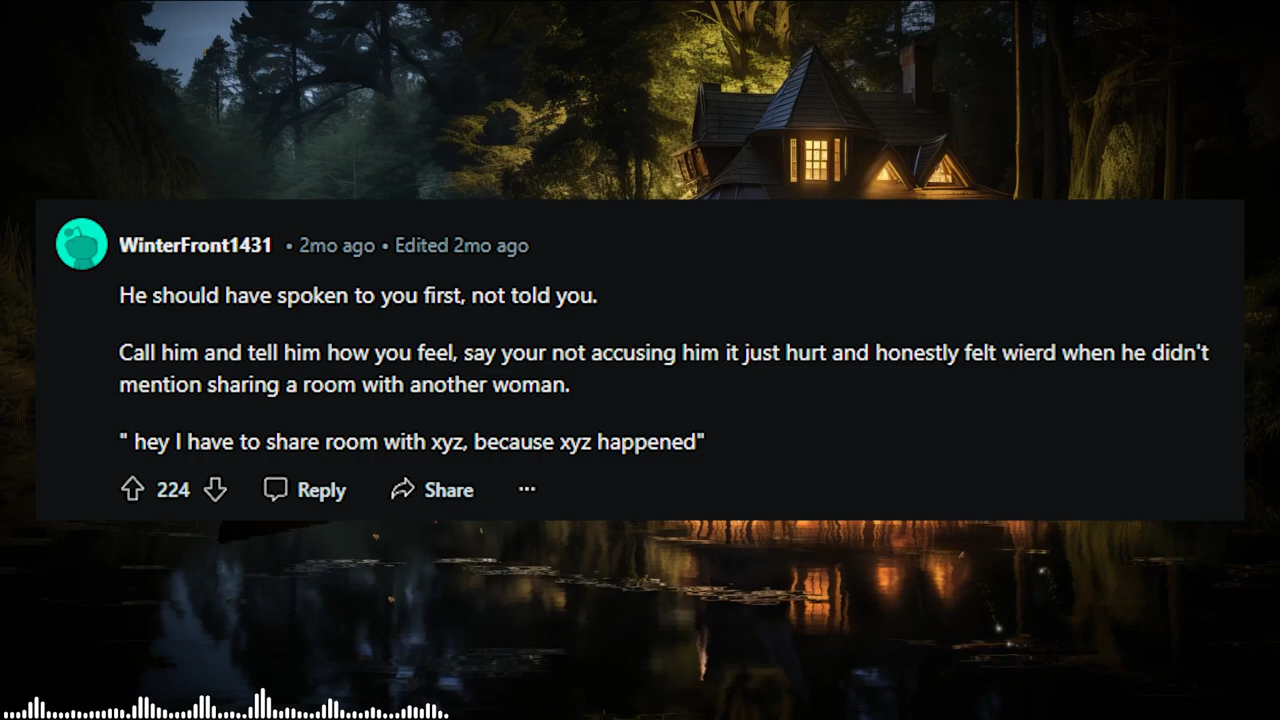 WinterFront1431 • 2mo ago • Edited 2mo ago
He should have spoken to you first, not told you.
Call him and tell him how you feel, say your not accusing him it just hurt and honestly felt wierd when he didn't
mention sharing a room with another woman.
" hey I have to share room with xyz, because xyz happened"
224 Reply Share ...